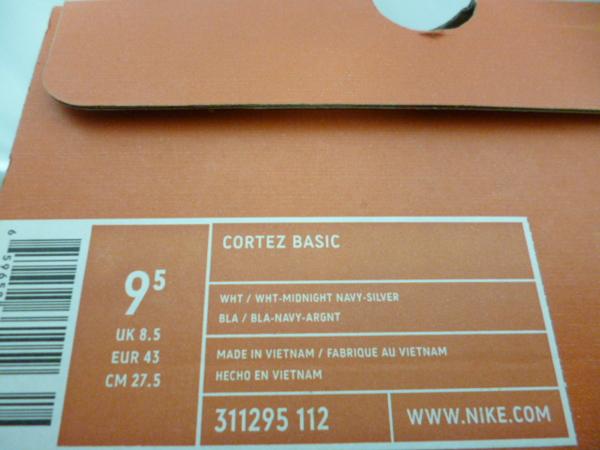 CORTEZ BASIC
9 5
UK 8.5
EUR 43
CM 27.5
WHT / WHT-MIDNIGHT NAVY-SILVER
BLA / BLA-NAVY-ARGNT
MADE IN VIETNAM / FABRIQUE AU VIETNAM
HECHO EN VIETNAM
311295 112
WWW.NIKE.COM